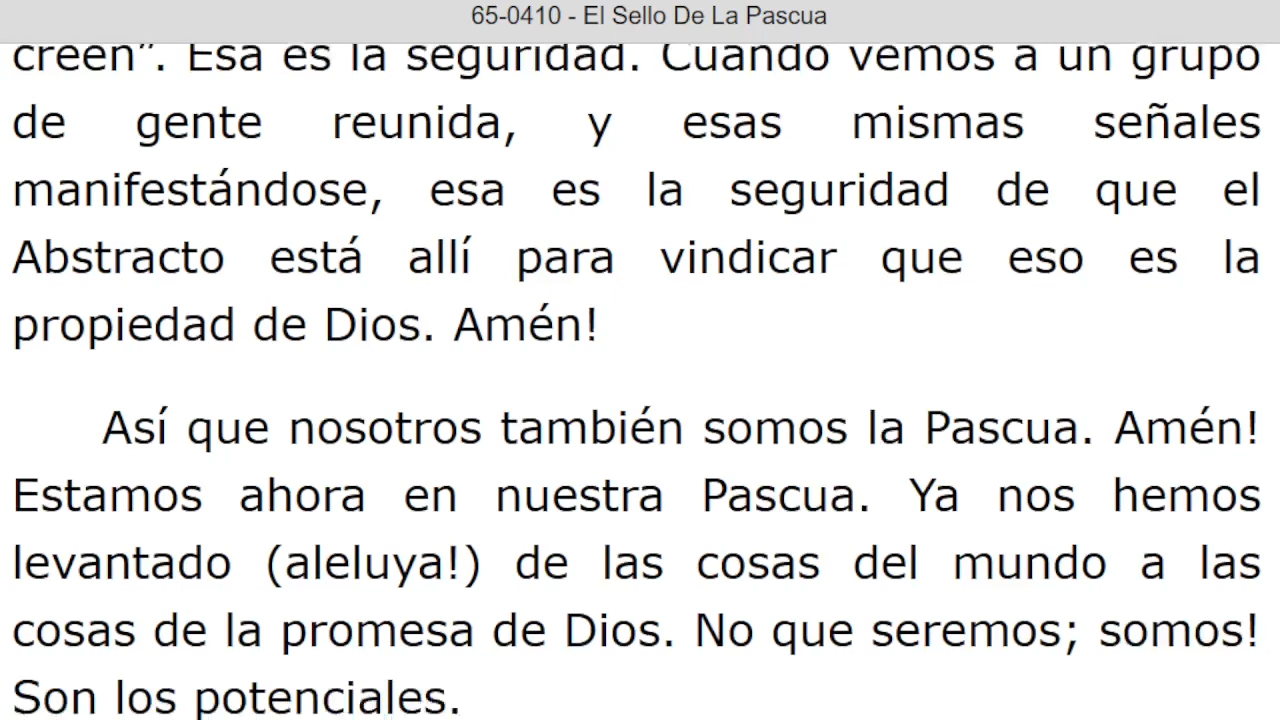 65-0410 - El Sello De La Pascua
creen”. Esa es la seguridad. Cuando vemos a un grupo
de gente reunida, y esas mismas señales
manifestándose, esa es la seguridad de que el
Abstracto está allí para vindicar que eso es la
propiedad de Dios. Amén!
Así que nosotros también somos la Pascua. Amén!
Estamos ahora en nuestra Pascua. Ya nos hemos
levantado (aleluya!) de las cosas del mundo a las
cosas de la promesa de Dios. No que seremos; somos!
Son los potenciales.